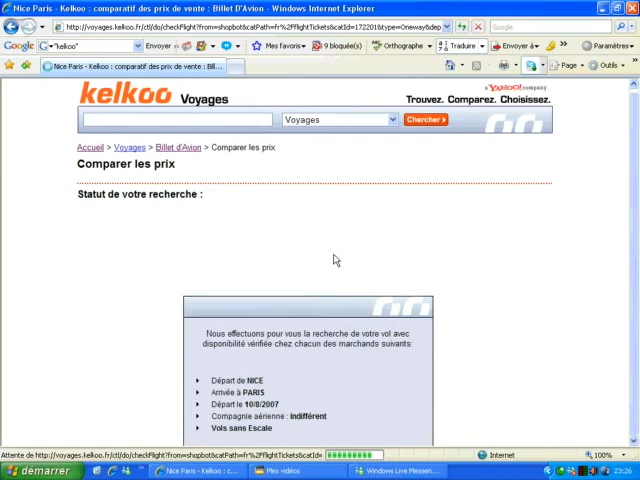 Nice Paris - Kelkoo : comparatif des prix de vente : Billet D'Avion - Windows Internet Explorer
http://voyages.kelkoo.fr/ctl/do/checkFlight?from=shopbot&catPath=fr%2FflightTickets&catId=172201&type=Oneway&dep
Google
Google G "kelkoo" Envoyer Mes favoris 9 bloquée(s) Orthographe Traduire Envoyer à Paramètres
Nice Paris - Kelkoo : comparatif des prix de vente : Bill... Page Outils
kelkoo Voyages
a YAHOO! company
Trouvez. Comparez. Choisissez.
Voyages Chercher
Accueil > Voyages > Billet d'Avion > Comparer les prix
Comparer les prix
Statut de votre recherche :
Nous effectuons pour vous la recherche de votre vol avec
disponibilité vérifiée chez chacun des marchands suivants:
Départ de NICE
Arrivée à PARIS
Départ le 10/8/2007
Compagnie aérienne : Indifférent
Vols sans Escale
Attente de http://voyages.kelkoo.fr/ctl/do/checkFlight?from=shopbot&catPath=fr%2FflightTickets&catId= Internet 100%
démarrer Nice Paris - Kelkoo : c... Mes vidéos Windows Live Messen... 23:26